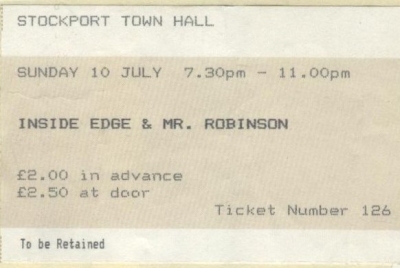 STOCKPORT TOWN HALL
SUNDAY 10 JULY 7.30pm - 11.00pm
INSIDE EDGE & MR. ROBINSON
£2.00 in advance
£2.50 at door
Ticket Number 126
To be Retained